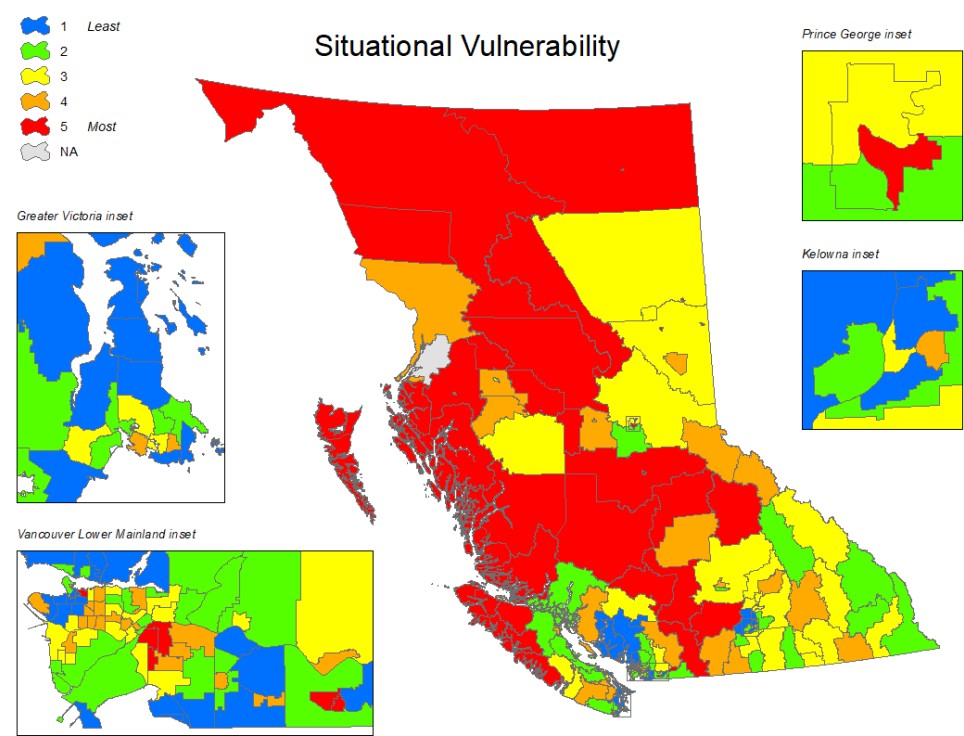 Situational Vulnerability
1 Least
2
3
4
5 Most
NA
Prince George inset
Greater Victoria inset
Kelowna inset
Vancouver Lower Mainland inset